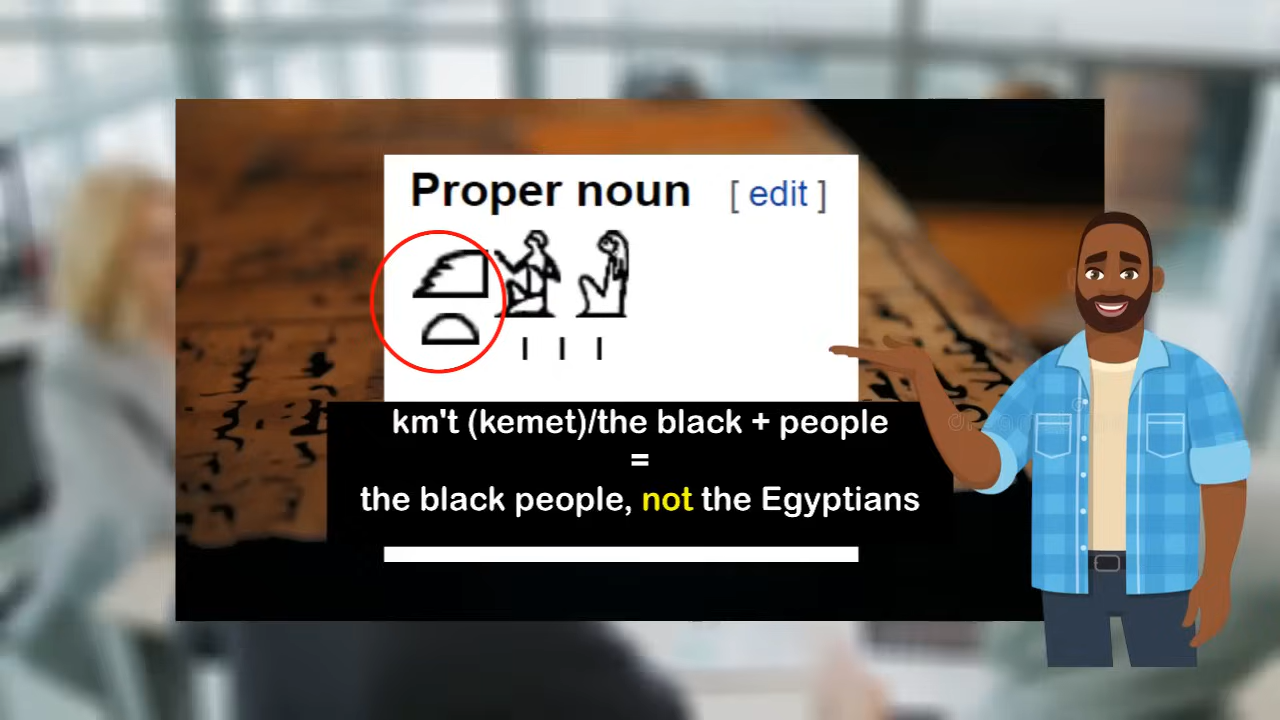 Proper noun [ edit ]
km't (kemet)/the black + people
=
the black people, not the Egyptians